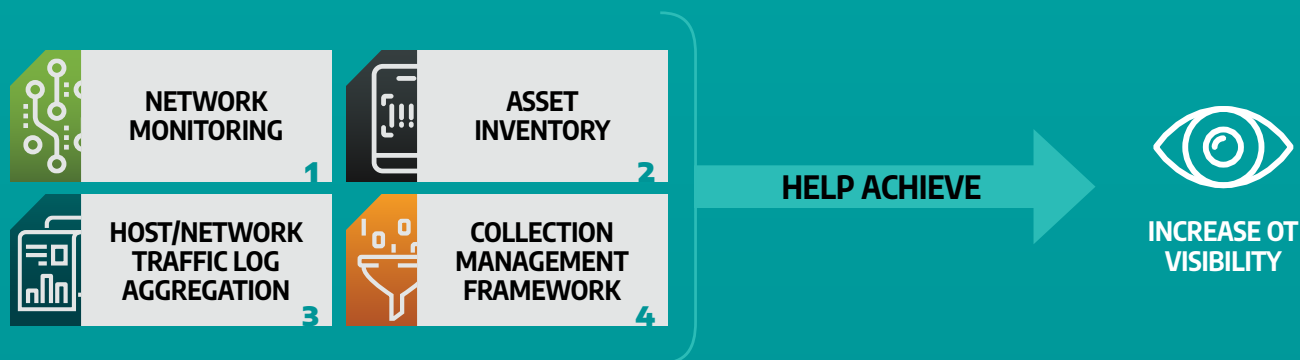 NETWORK
MONITORING
1
ASSET
INVENTORY
2
HOST/NETWORK
TRAFFIC LOG
AGGREGATION
3
COLLECTION
MANAGEMENT
FRAMEWORK
4
HELP ACHIEVE
INCREASE OT
VISIBILITY